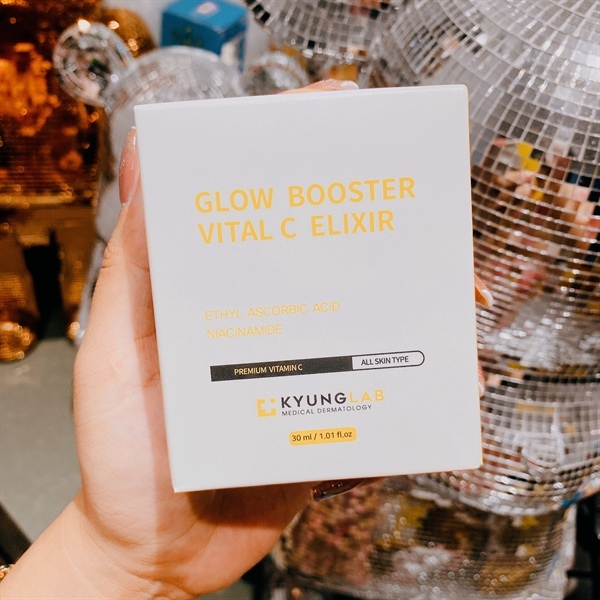 GLOW BOOSTER
VITAL C ELIXIR
ETHYL ASCORBIC ACID
NIACINAMIDE
PREMIUM VITAMIN C
ALL SKIN TYPE
KYUNGLAB
MEDICAL DERMATOLOGY
30 ml / 1.01 fl.oz